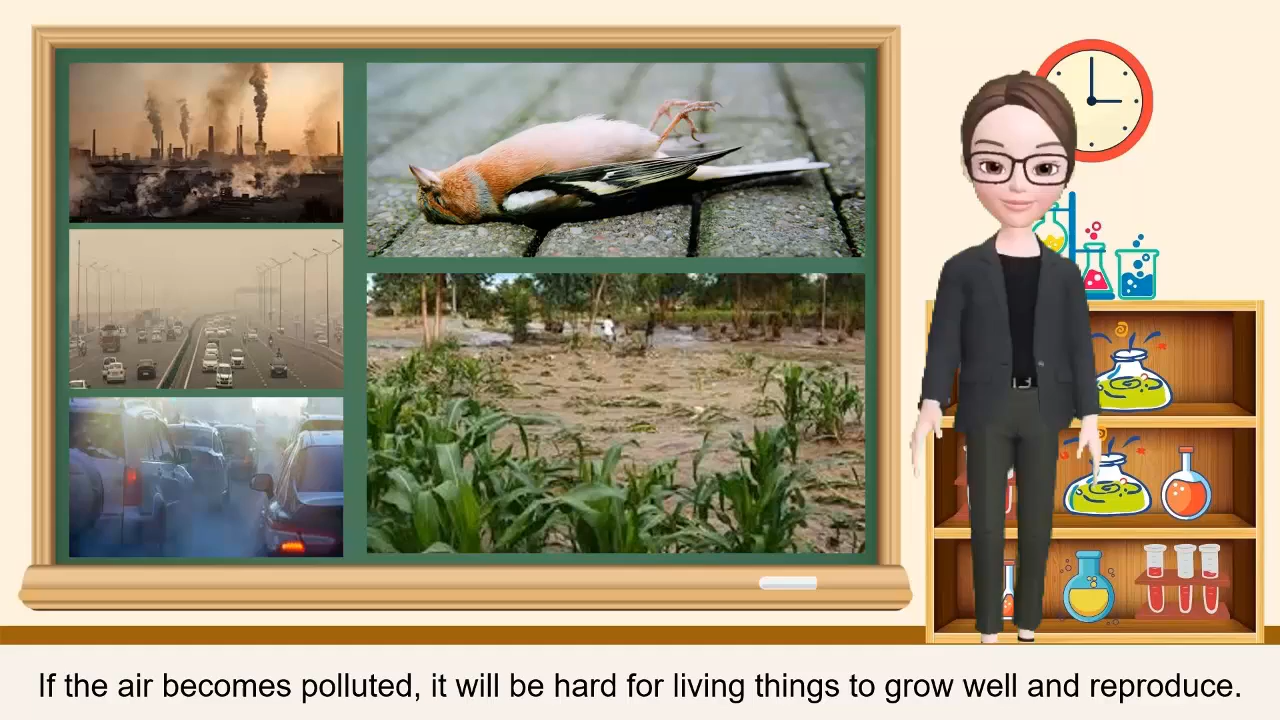 If the air becomes polluted, it will be hard for living things to grow well and reproduce.